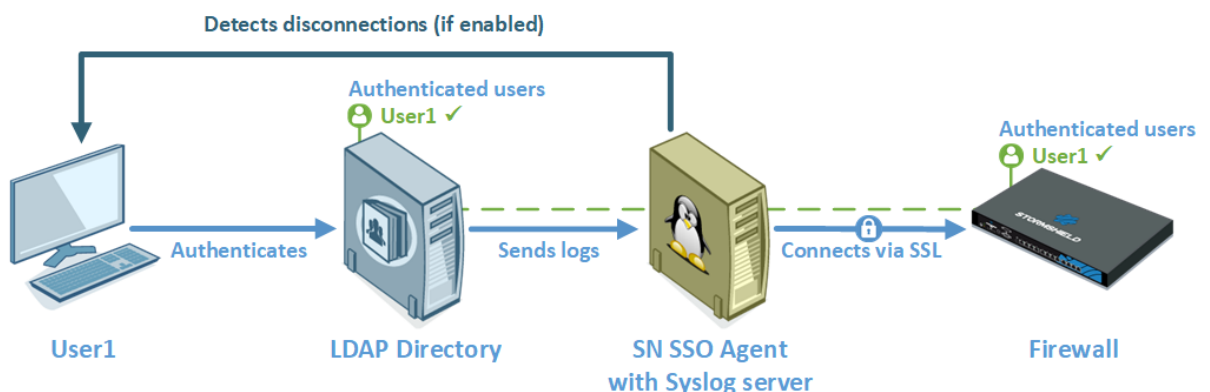 Detects disconnections (if enabled)
Authenticated users
User1 ✓
Authenticated users
User1 ✓
STORMSHIELD
Authenticates
Sends logs
Connects via SSL
User1
LDAP Directory
SN SSO Agent
with Syslog server
Firewall